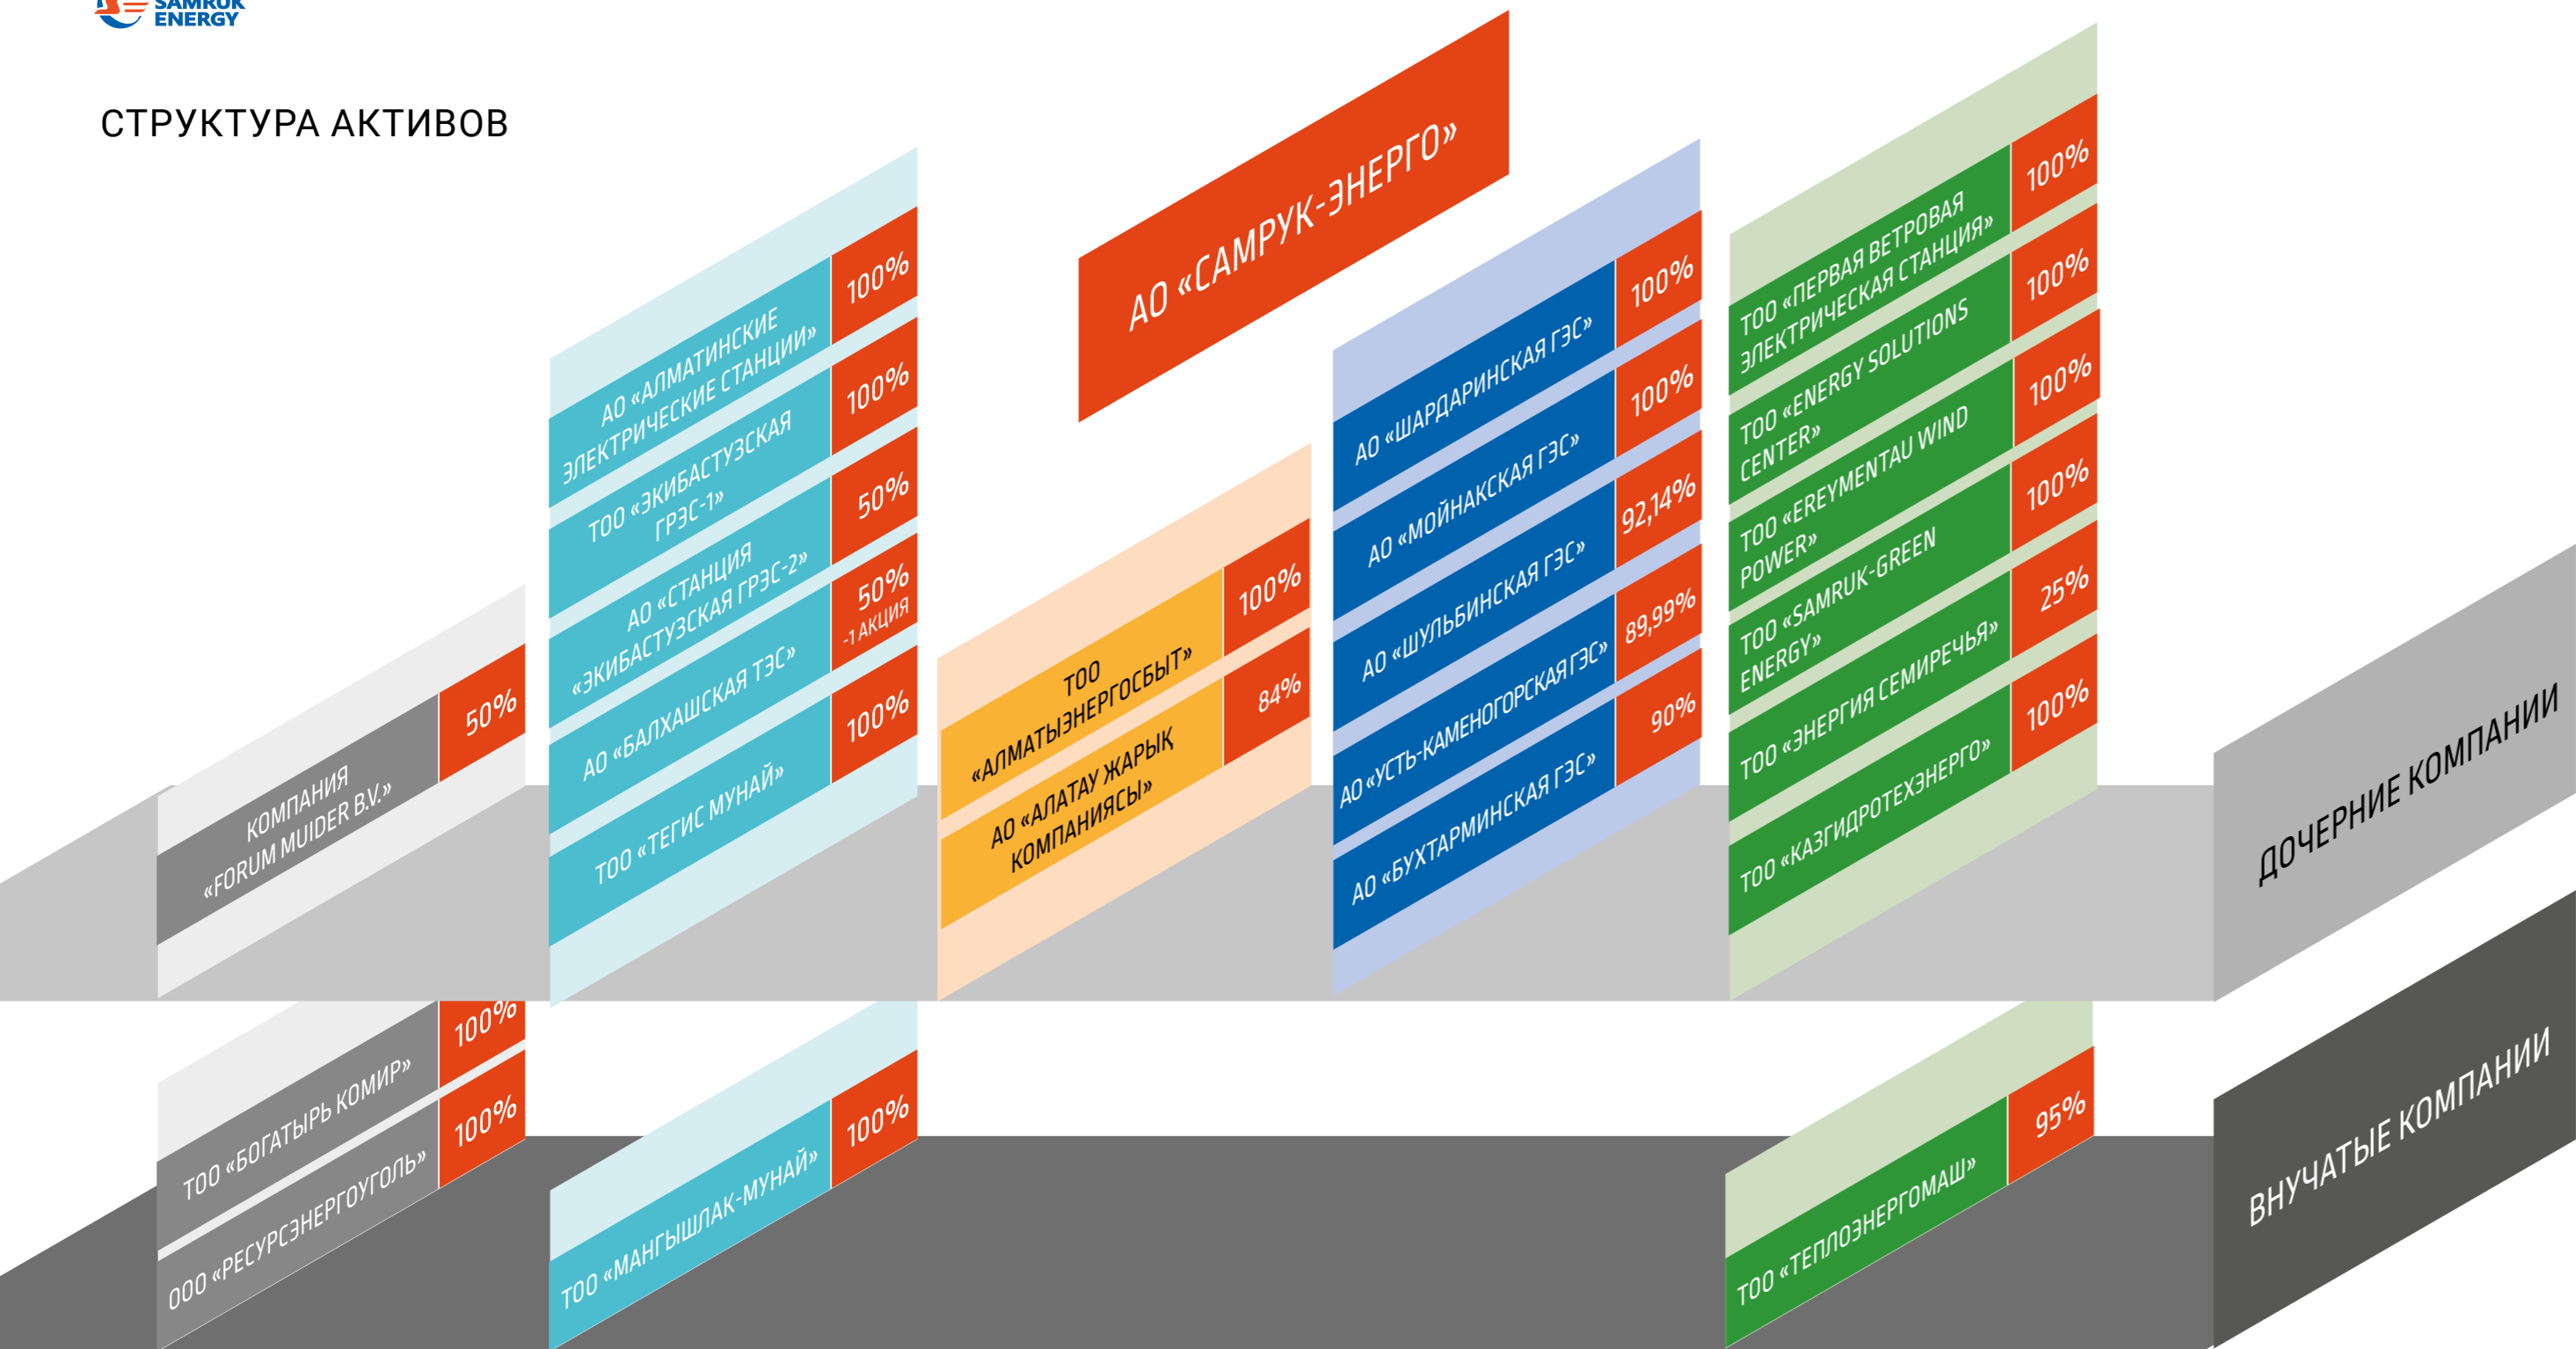 SAMRUK
ENERGY
СТРУКТУРА АКТИВОВ
АО «САМРУК-ЭНЕРГО»
КОМПАНИЯ
«FORUM MUIDER B.V.»
50%
АО «АЛМАТИНСКИЕ
ЭЛЕКТРИЧЕСКИЕ СТАНЦИИ»
100%
ТОО «ЭКИБАСТУЗСКАЯ
ГРЭС-1»
100%
АО «СТАНЦИЯ
«ЭКИБАСТУЗСКАЯ ГРЭС-2»
50%
АО «БАЛХАШСКАЯ ТЭС»
50%
-1 АКЦИЯ
ТОО «ТЕГИС МУНАЙ»
100%
ТОО
«АЛМАТЫЭНЕРГОСБЫТ»
100%
АО «АЛАТАУ ЖАРЫҚ
КОМПАНИЯСЫ»
84%
АО «ШАРДАРИНСКАЯ ГЭС»
100%
АО «МОЙНАКСКАЯ ГЭС»
100%
АО «ШУЛЬБИНСКАЯ ГЭС»
92,14%
АО «УСТЬ-КАМЕНОГОРСКАЯ ГЭС»
89,99%
АО «БУХТАРМИНСКАЯ ГЭС»
90%
ТОО «ПЕРВАЯ ВЕТРОВАЯ
ЭЛЕКТРИЧЕСКАЯ СТАНЦИЯ»
100%
ТОО «ENERGY SOLUTIONS
CENTER»
100%
ТОО «EREYMENTAU WIND
POWER»
100%
ТОО «SAMRUK-GREEN
ENERGY»
100%
ТОО «ЭНЕРГИЯ СЕМИРЕЧЬЯ»
25%
ТОО «КАЗГИДРОТЕХЭНЕРГО»
100%
ДОЧЕРНИЕ КОМПАНИИ
ТОО «БОГАТЫРЬ КОМИР»
100%
ООО «РЕСУРСЭНЕРГОУГОЛЬ»
100%
ТОО «МАНГЫШЛАК-МУНАЙ»
100%
ТОО «ТЕПЛОЭНЕРГОМАШ»
95%
ВНУЧАТЫЕ КОМПАНИИ